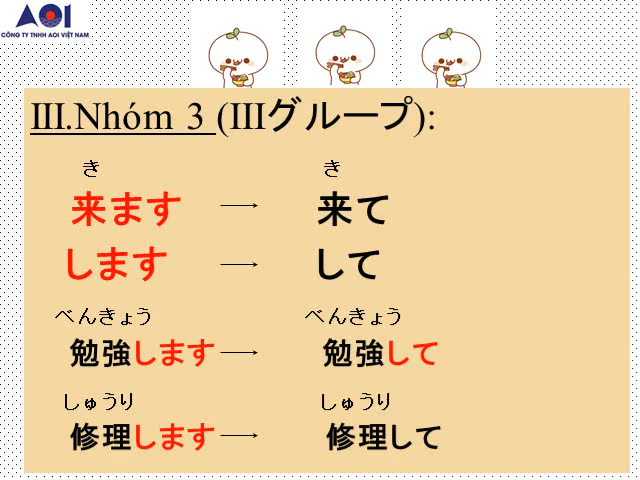 AOI
CÔNG TY TNHH AOI VIỆT NAM
III.Nhóm 3 (IIIグループ):
き き
来ます → 来て
します → して
べんきょう べんきょう
勉強します → 勉強して
しゅうり しゅうり
修理します → 修理して